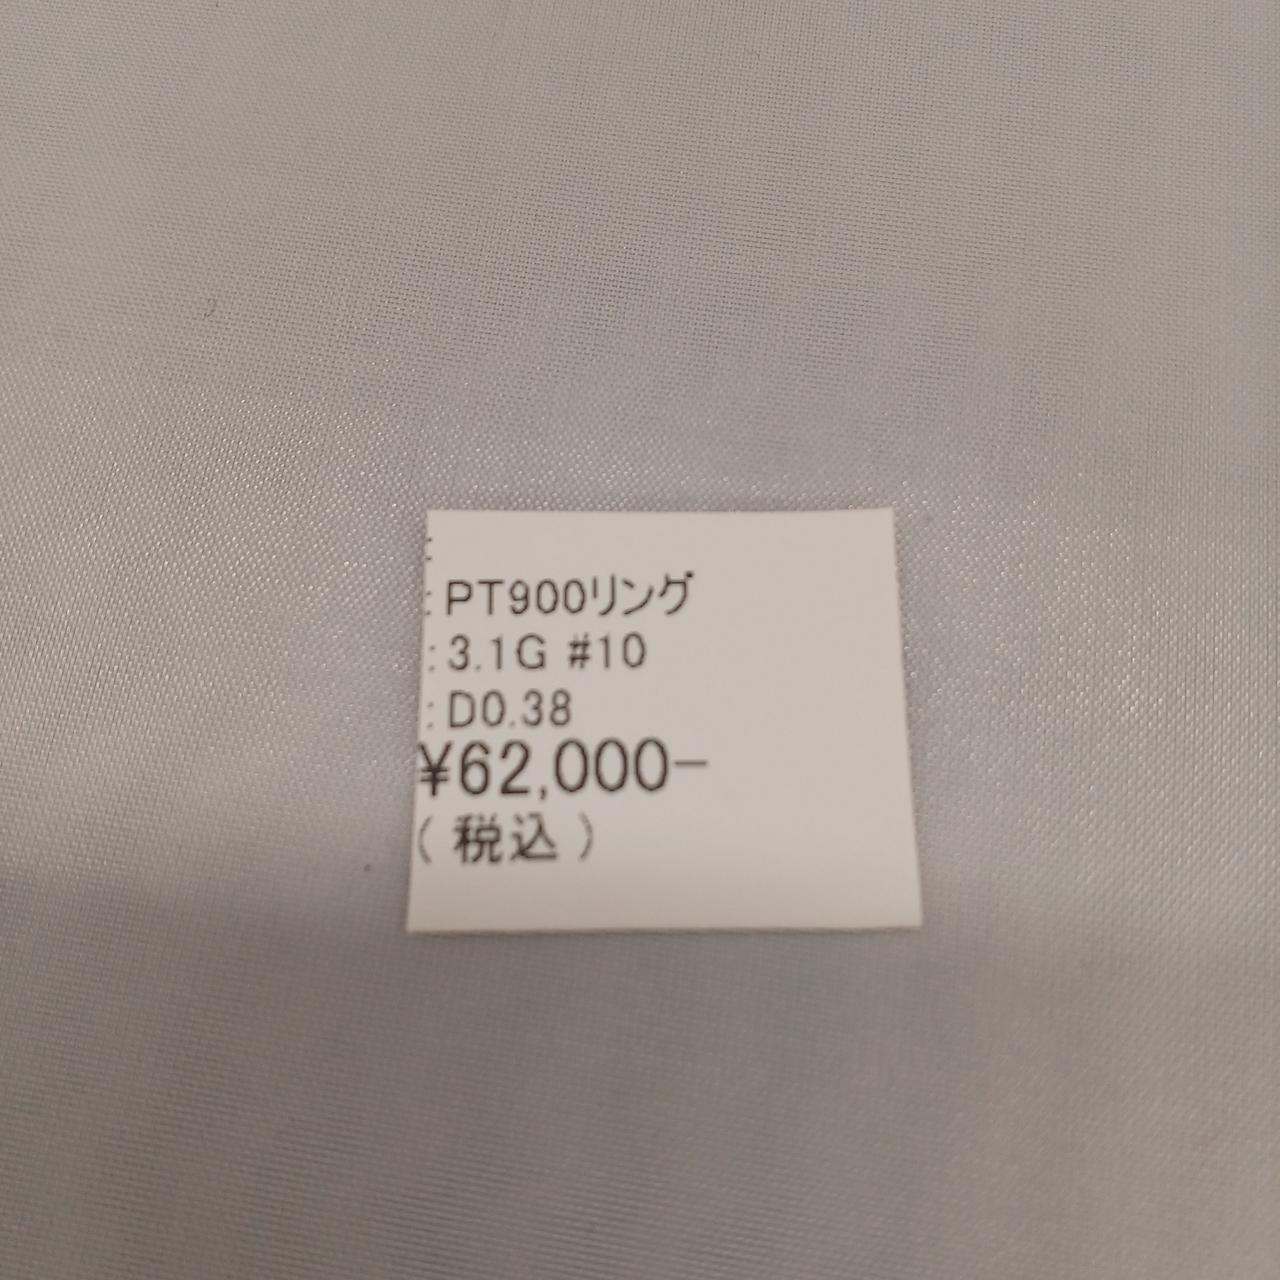 :
: PT900リング
: 3.1G #10
: D0.38
¥62,000-
( 税込 )